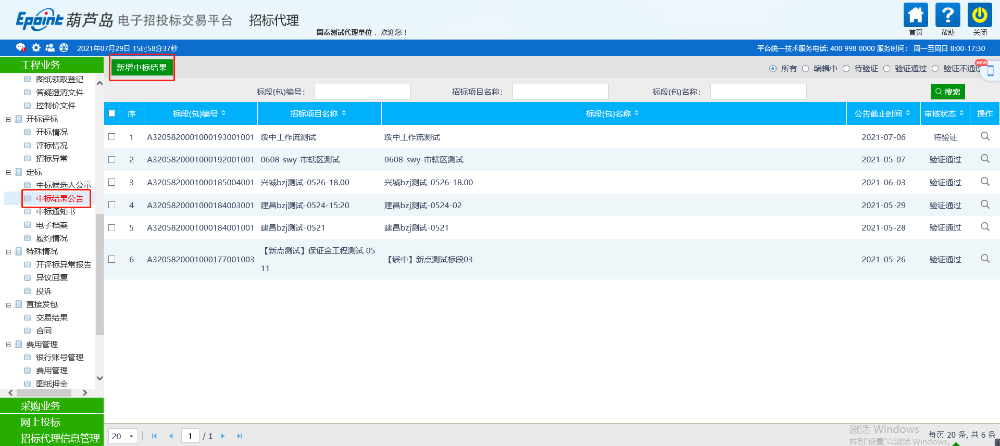 Epoint 葫芦岛 电子招投标交易平台 招标代理
国泰测试代理单位 ，欢迎您！
首页 帮助 关闭
2021年07月29日 15时58分37秒
平台统一技术服务电话: 400 998 0000 服务时间： 周一至周日 8:00-17:30
工程业务
图纸领取登记
答疑澄清文件
控制价文件
开标评标
开标情况
评标情况
招标异常
定标
中标候选人公示
中标结果公告
中标通知书
电子档案
履约情况
特殊情况
开评标异常报告
异议回复
投诉
直接发包
交易结果
合同
费用管理
银行账号管理
费用管理
图纸押金
采购业务
网上投标
招标代理信息管理
新增中标结果
所有 编辑中 待验证 验证通过 验证不通过
NEW
标段(包)编号： 招标项目名称： 标段(包)名称： 搜索
序 标段(包)编号 招标项目名称 标段(包)名称 公告截止时间 审核状态 操作
1 A3205820001000193001001 绥中工作流测试 绥中工作流测试 2021-07-06 待验证
2 A3205820001000192001001 0608-swy-市辖区测试 0608-swy-市辖区测试 2021-05-07 验证通过
3 A3205820001000185004001 兴城bzj测试-0526-18.00 兴城bzj测试-0526-18.00 2021-06-03 验证通过
4 A3205820001000184003001 建昌bzj测试-0524-15:20 建昌bzj测试-0524-02 2021-05-29 验证通过
5 A3205820001000184001001 建昌bzj测试-0521 建昌bzj测试-0521 2021-05-28 验证通过
6 A3205820001000177001003 【新点测试】保证金工程测试 05
11 【绥中】新点测试标段03 2021-05-26 验证通过
20 1 / 1
激活 Windows
每页 20 条, 共 6 条
转到"设置"以激活 Windows。